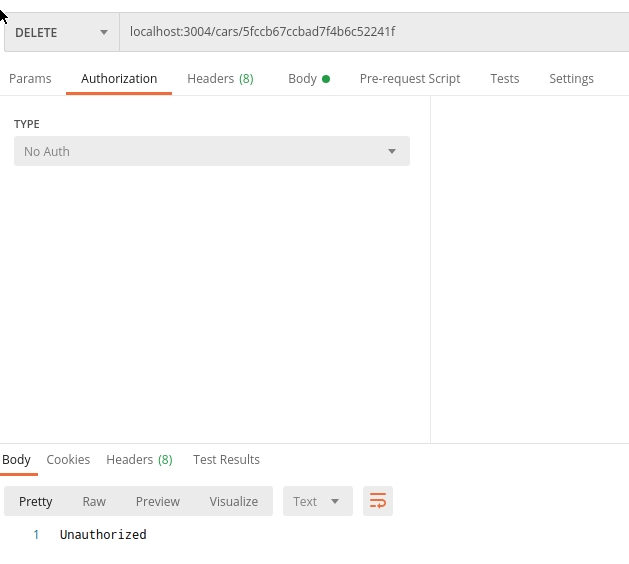 DELETE localhost:3004/cars/5fccb67ccbad7f4b6c52241f
Params Authorization Headers (8) Body Pre-request Script Tests Settings
TYPE
No Auth
Body Cookies Headers (8) Test Results
Pretty Raw Preview Visualize Text
1 Unauthorized